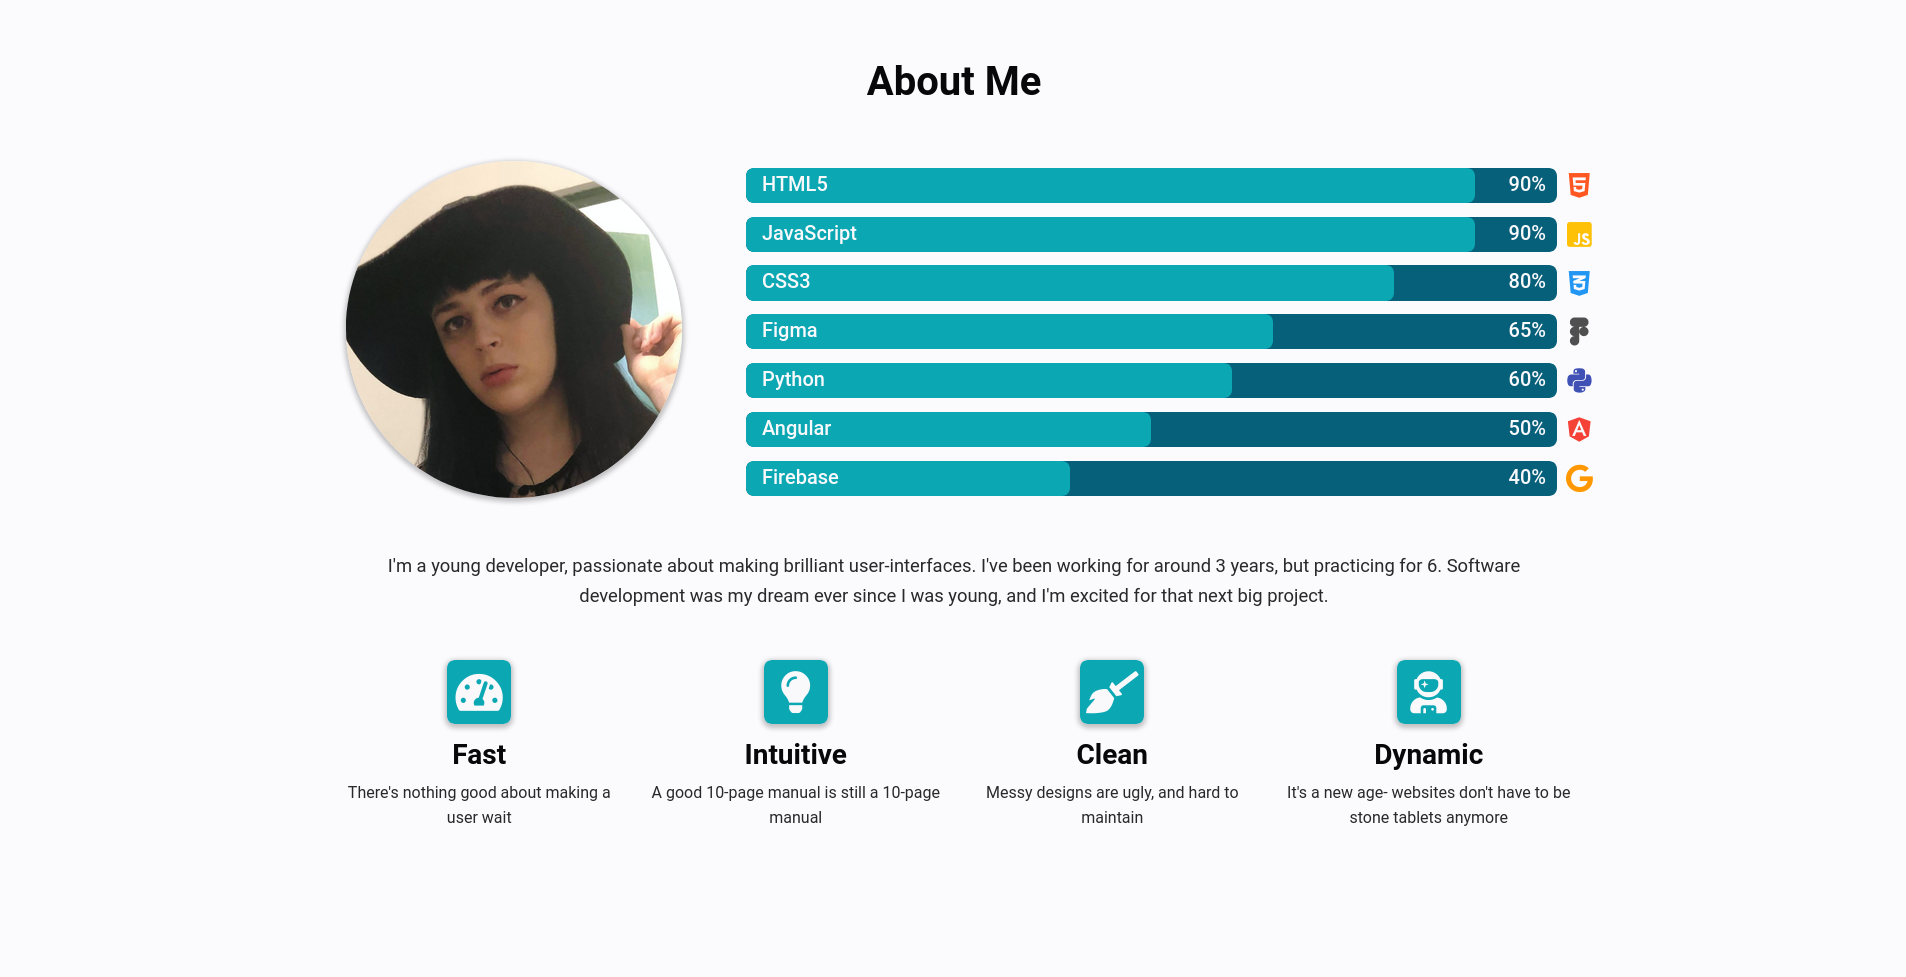 About Me
HTML5 90%
JavaScript 90%
JS
CSS3 80%
Figma 65%
Python 60%
Angular 50%
Firebase 40%
I'm a young developer, passionate about making brilliant user-interfaces. I've been working for around 3 years, but practicing for 6. Software
development was my dream ever since I was young, and I'm excited for that next big project.
Fast
There's nothing good about making a
user wait
Intuitive
A good 10-page manual is still a 10-page
manual
Clean
Messy designs are ugly, and hard to
maintain
Dynamic
It's a new age- websites don't have to be
stone tablets anymore